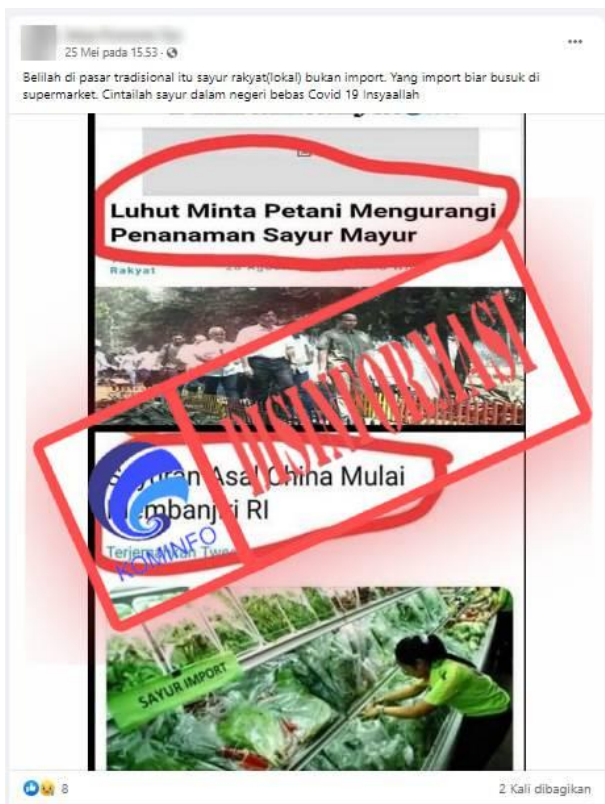 25 Mei pada 15.53 ·
Belilah di pasar tradisional itu sayur rakyat(lokal) bukan import. Yang import biar busuk di
supermarket. Cintailah sayur dalam negeri bebas Covid 19 Insyaallah
Luhut Minta Petani Mengurangi
Penanaman Sayur Mayur
Rakyat
DISINFORMASI
Asal China Mulai
KOMINFO
SAYUR IMPORT
8
2 Kali dibagikan